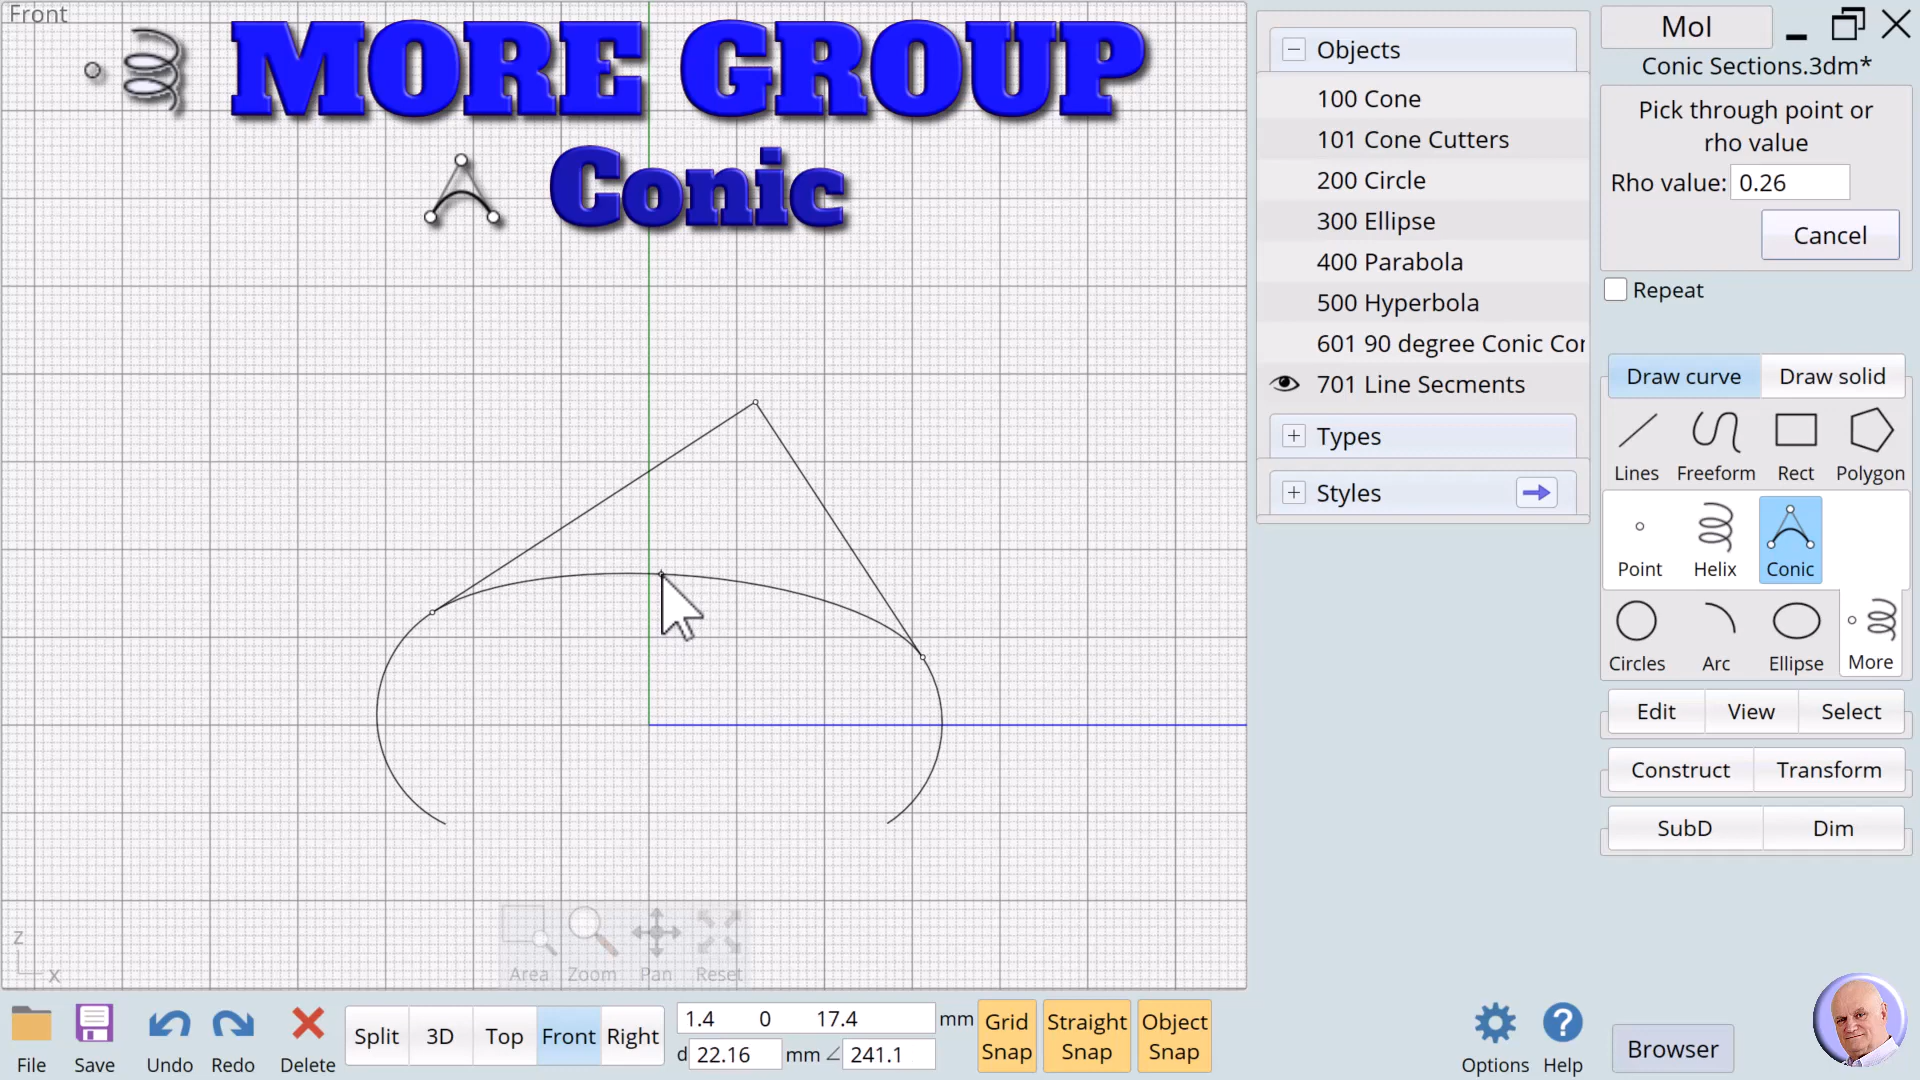 Front
MORE GROUP
Conic
Objects
100 Cone
101 Cone Cutters
200 Circle
300 Ellipse
400 Parabola
500 Hyperbola
601 90 degree Conic Cor
701 Line Secments
Types
Styles
MoI
Conic Sections.3dm*
Pick through point or
rho value
Rho value: 0.26
Cancel
Repeat
Draw curve Draw solid
Lines Freeform Rect Polygon
Point Helix Conic
Circles Arc Ellipse More
Edit View Select
Construct Transform
SubD Dim
z
x
Area Zoom Pan Reset
File Save Undo Redo Delete
Split 3D Top Front Right
1.4 0 17.4 mm
d 22.16 mm ∠ 241.1
Grid Snap
Straight Snap
Object Snap
Options Help
Browser